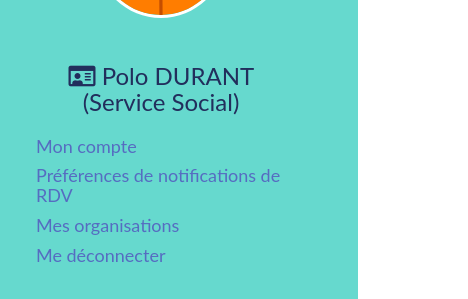 Polo DURANT
(Service Social)
Mon compte
Préférences de notifications de
RDV
Mes organisations
Me déconnecter